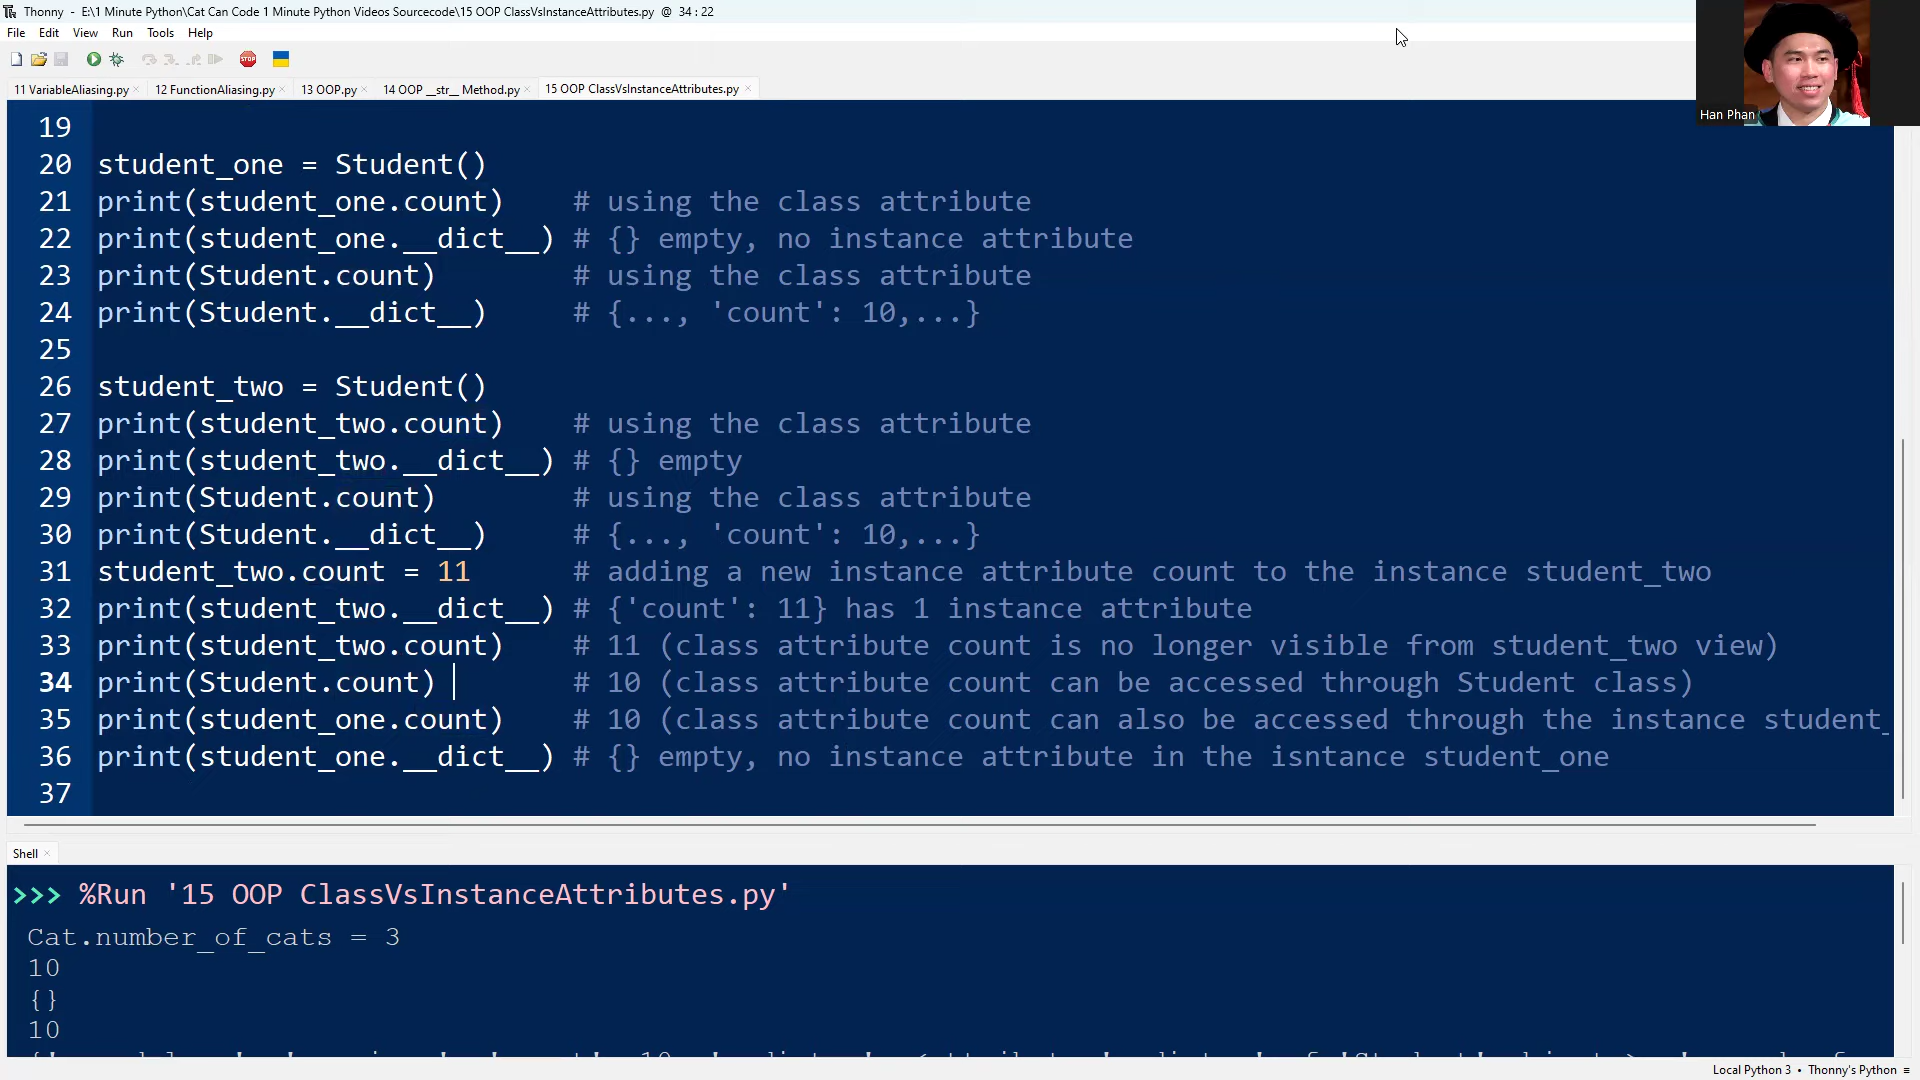 Thonny - E:\1 Minute Python\Cat Can Code 1 Minute Python Videos Sourcecode\15 OOP ClassVsInstanceAttributes.py @ 34 : 22
File Edit View Run Tools Help
STOP
11 VariableAliasing.py × 12 FunctionAliasing.py × 13 OOP.py × 14 OOP __str__ Method.py × 15 OOP ClassVsInstanceAttributes.py ×
Han Phan
19
20 student_one = Student()
21 print(student_one.count)    # using the class attribute
22 print(student_one.__dict__) # {} empty, no instance attribute
23 print(Student.count)        # using the class attribute
24 print(Student.__dict__)     # {..., 'count': 10,...}
25
26 student_two = Student()
27 print(student_two.count)    # using the class attribute
28 print(student_two.__dict__) # {} empty
29 print(Student.count)        # using the class attribute
30 print(Student.__dict__)     # {..., 'count': 10,...}
31 student_two.count = 11      # adding a new instance attribute count to the instance student_two
32 print(student_two.__dict__) # {'count': 11} has 1 instance attribute
33 print(student_two.count)    # 11 (class attribute count is no longer visible from student_two view)
34 print(Student.count)        # 10 (class attribute count can be accessed through Student class)
35 print(student_one.count)    # 10 (class attribute count can also be accessed through the instance student_
36 print(student_one.__dict__) # {} empty, no instance attribute in the isntance student_one
37
Shell ×
>>> %Run '15 OOP ClassVsInstanceAttributes.py'
Cat.number_of_cats = 3
10
{}
10
Local Python 3 • Thonny's Python ≡